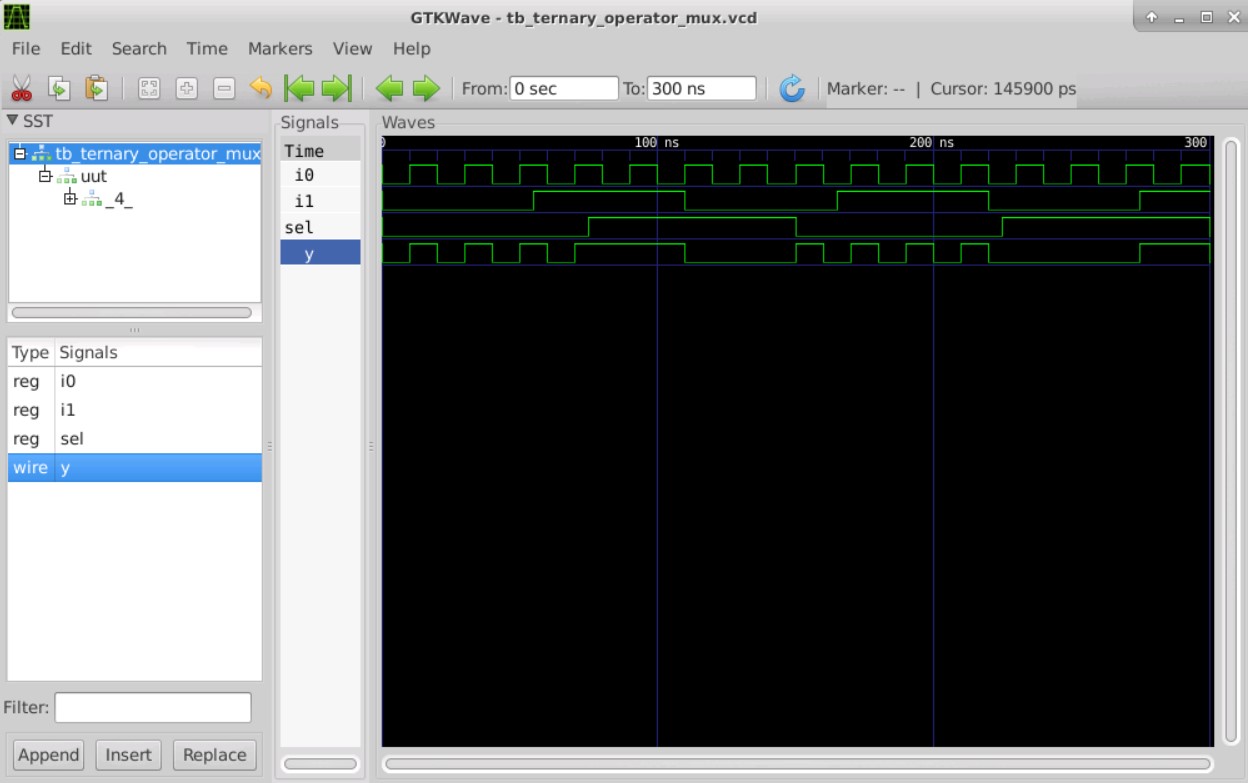 GTKWave - tb_ternary_operator_mux.vcd
File Edit Search Time Markers View Help
From: 0 sec To: 300 ns Marker: -- | Cursor: 145900 ps
SST
tb_ternary_operator_mux
uut
_4_
Type Signals
reg i0
reg i1
reg sel
wire y
Filter:
Append Insert Replace
Signals
Time
i0
i1
sel
y
Waves
0 100 ns 200 ns 300